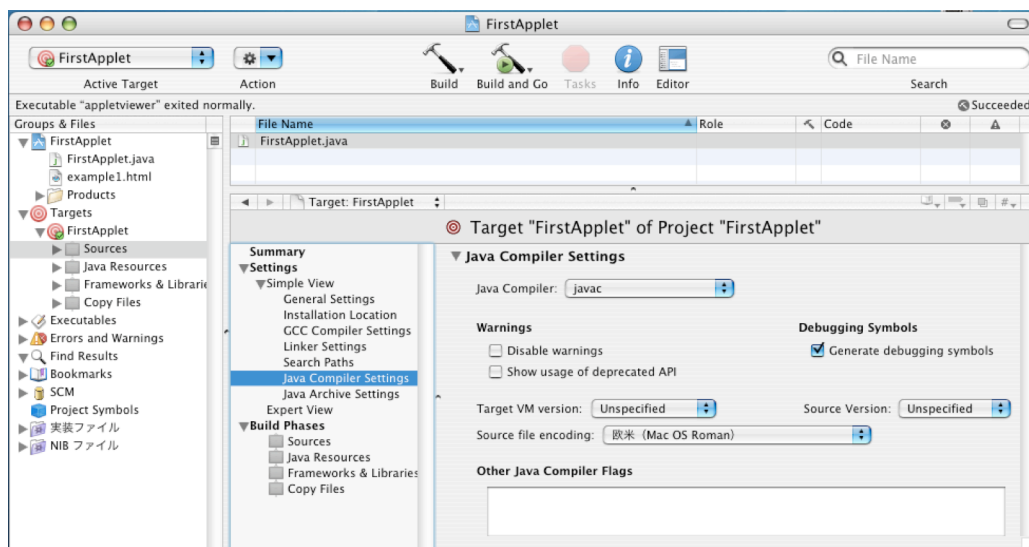 FirstApplet
FirstApplet
Active Target
Action
Build
Build and Go
Tasks
Info
Editor
File Name
Search
Executable “appletviewer” exited normally.
Succeeded
Groups & Files
FirstApplet
FirstApplet.java
example1.html
Products
Targets
FirstApplet
Sources
Java Resources
Frameworks & Librarie
Copy Files
Executables
Errors and Warnings
Find Results
Bookmarks
SCM
Project Symbols
実装ファイル
NIB ファイル
File Name
Role
Code
FirstApplet.java
Target: FirstApplet
#
Target "FirstApplet" of Project "FirstApplet"
Summary
Settings
Simple View
General Settings
Installation Location
GCC Compiler Settings
Linker Settings
Search Paths
Java Compiler Settings
Java Archive Settings
Expert View
Build Phases
Sources
Java Resources
Frameworks & Libraries
Copy Files
Java Compiler Settings
Java Compiler: javac
Warnings
Debugging Symbols
Disable warnings
Generate debugging symbols
Show usage of deprecated API
Target VM version: Unspecified
Source Version: Unspecified
Source file encoding: 欧米（Mac OS Roman）
Other Java Compiler Flags